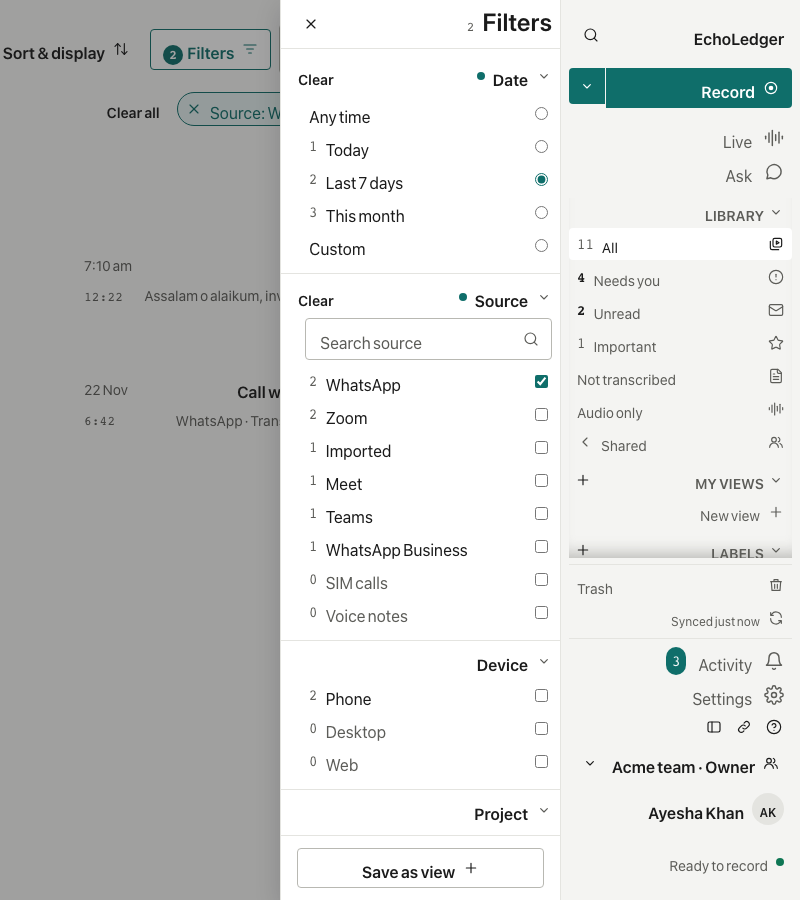 EchoLedger
Record
Live
Ask
LIBRARY
All 11
Needs you 4
Unread 2
Important 1
Not transcribed
Audio only
Shared
MY VIEWS
New view
LABELS
Trash
Synced just now
Activity 3
Settings
Acme team · Owner
AK Ayesha Khan
Ready to record
Filters 2
Date Clear
Any time
Today 1
Last 7 days 2
This month 3
Custom
Source Clear
Search source
WhatsApp 2
Zoom 2
Imported 1
Meet 1
Teams 1
WhatsApp Business 1
SIM calls 0
Voice notes 0
Device
Phone 2
Desktop 0
Web 0
Project
Save as view
Filters 2
Sort & display
Source: W
Clear all
7:10 am
Assalam o alaikum, inv
12:22
22 Nov
Call w
WhatsApp · Tran
6:42